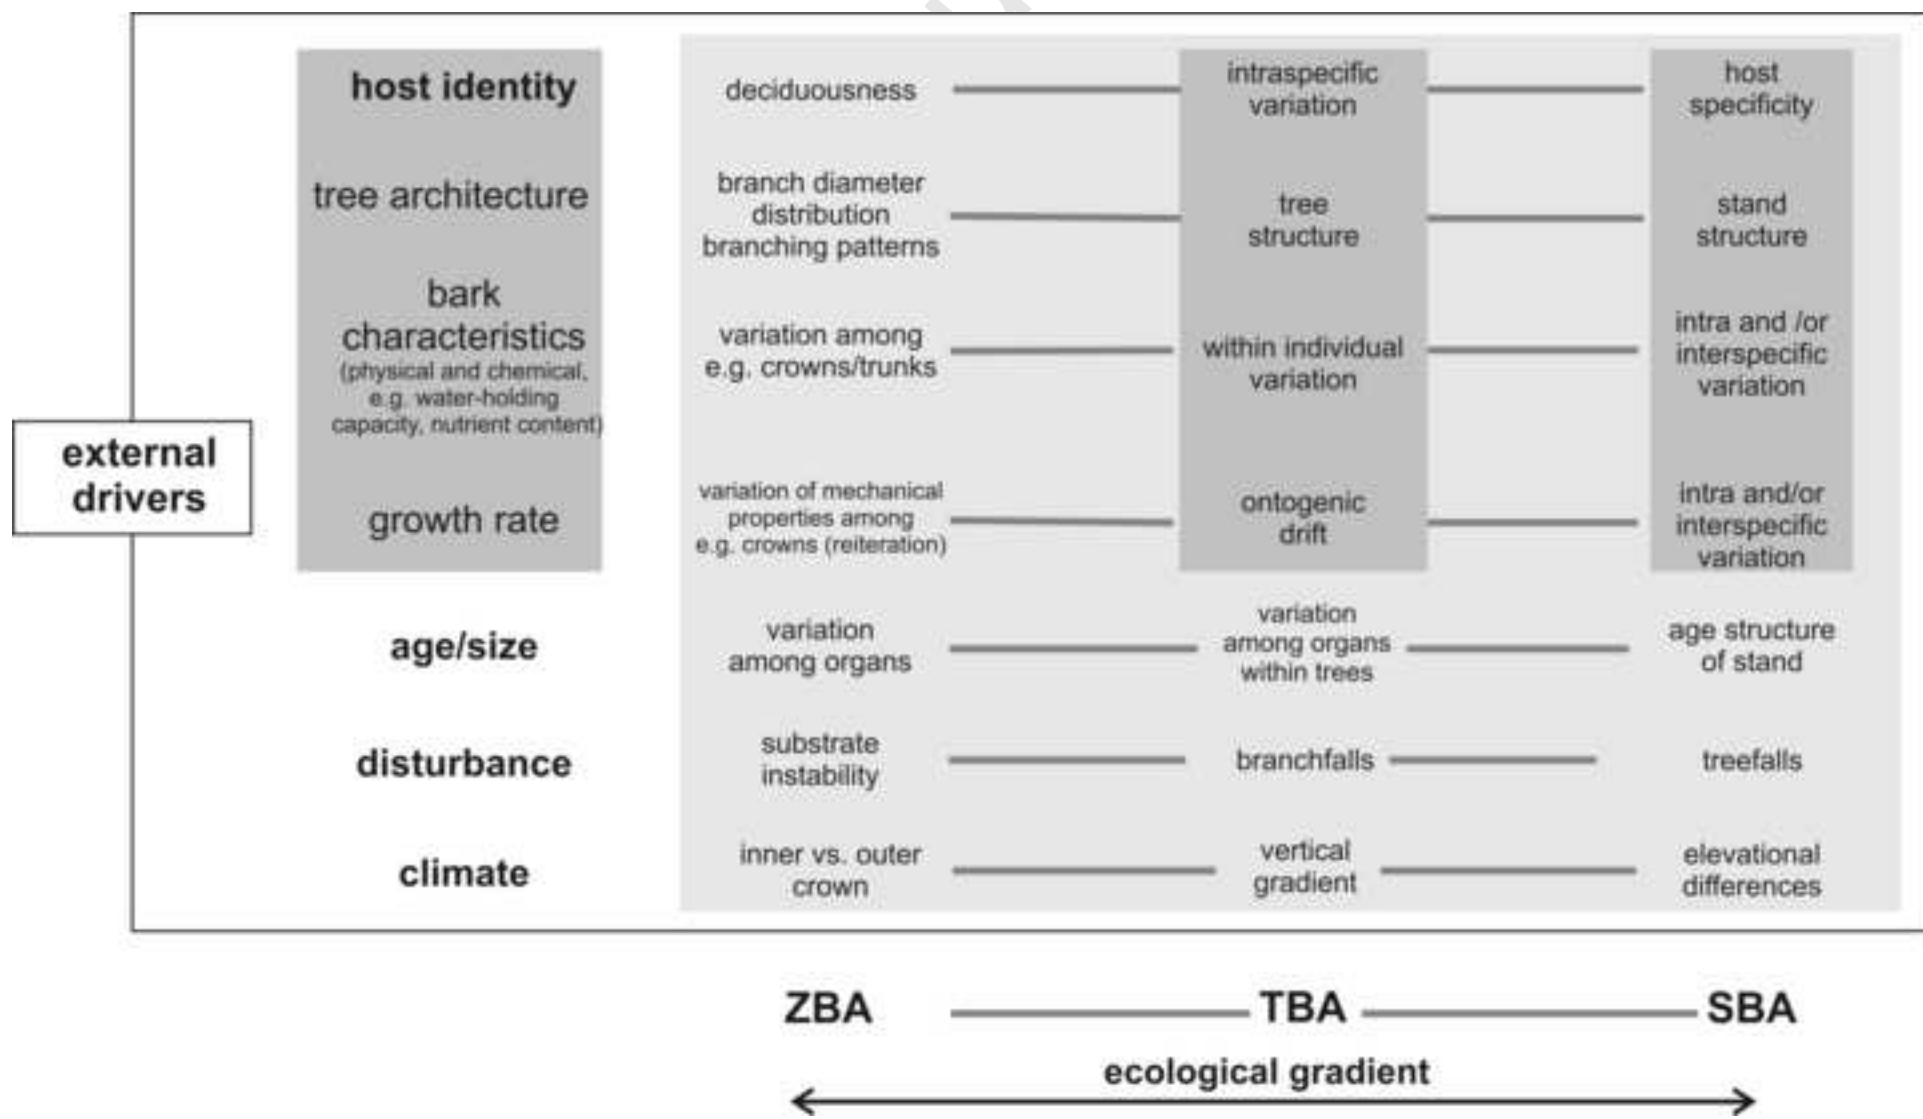 host identity
deciduousness
intraspecific
variation
host
specificity
tree architecture
branch diameter
distribution
branching patterns
tree
structure
stand
structure
bark
characteristics
(physical and chemical,
e.g. water-holding
capacity, nutrient content)
variation among
e.g. crowns/trunks
within individual
variation
intra and /or
interspecific
variation
external
drivers
growth rate
variation of mechanical
properties among
e.g. crowns (reiteration)
ontogenic
drift
intra and/or
interspecific
variation
age/size
variation
among organs
variation
among organs
within trees
age structure
of stand
disturbance
substrate
instability
branchfalls
treefalls
climate
inner vs. outer
crown
vertical
gradient
elevational
differences
ZBA
TBA
SBA
ecological gradient